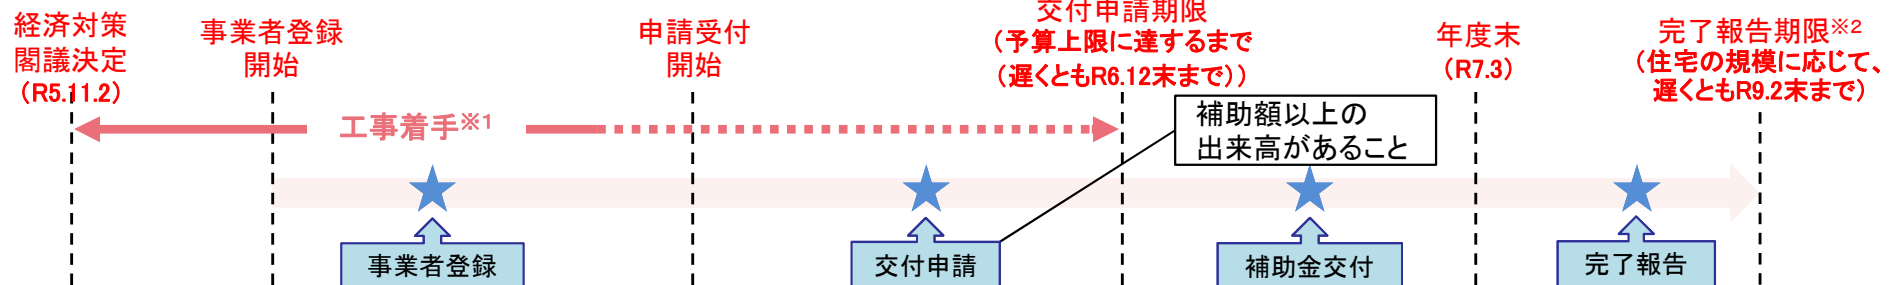 経済対策
閣議決定
（R5.11.2）
事業者登録
開始
申請受付
開始
交付申請期限
（予算上限に達するまで
（遅くともR6.12末まで））
年度末
（R7.3）
完了報告期限※2
（住宅の規模に応じて、
遅くともR9.2末まで）
工事着手※1
補助額以上の
出来高があること
事業者登録
交付申請
補助金交付
完了報告